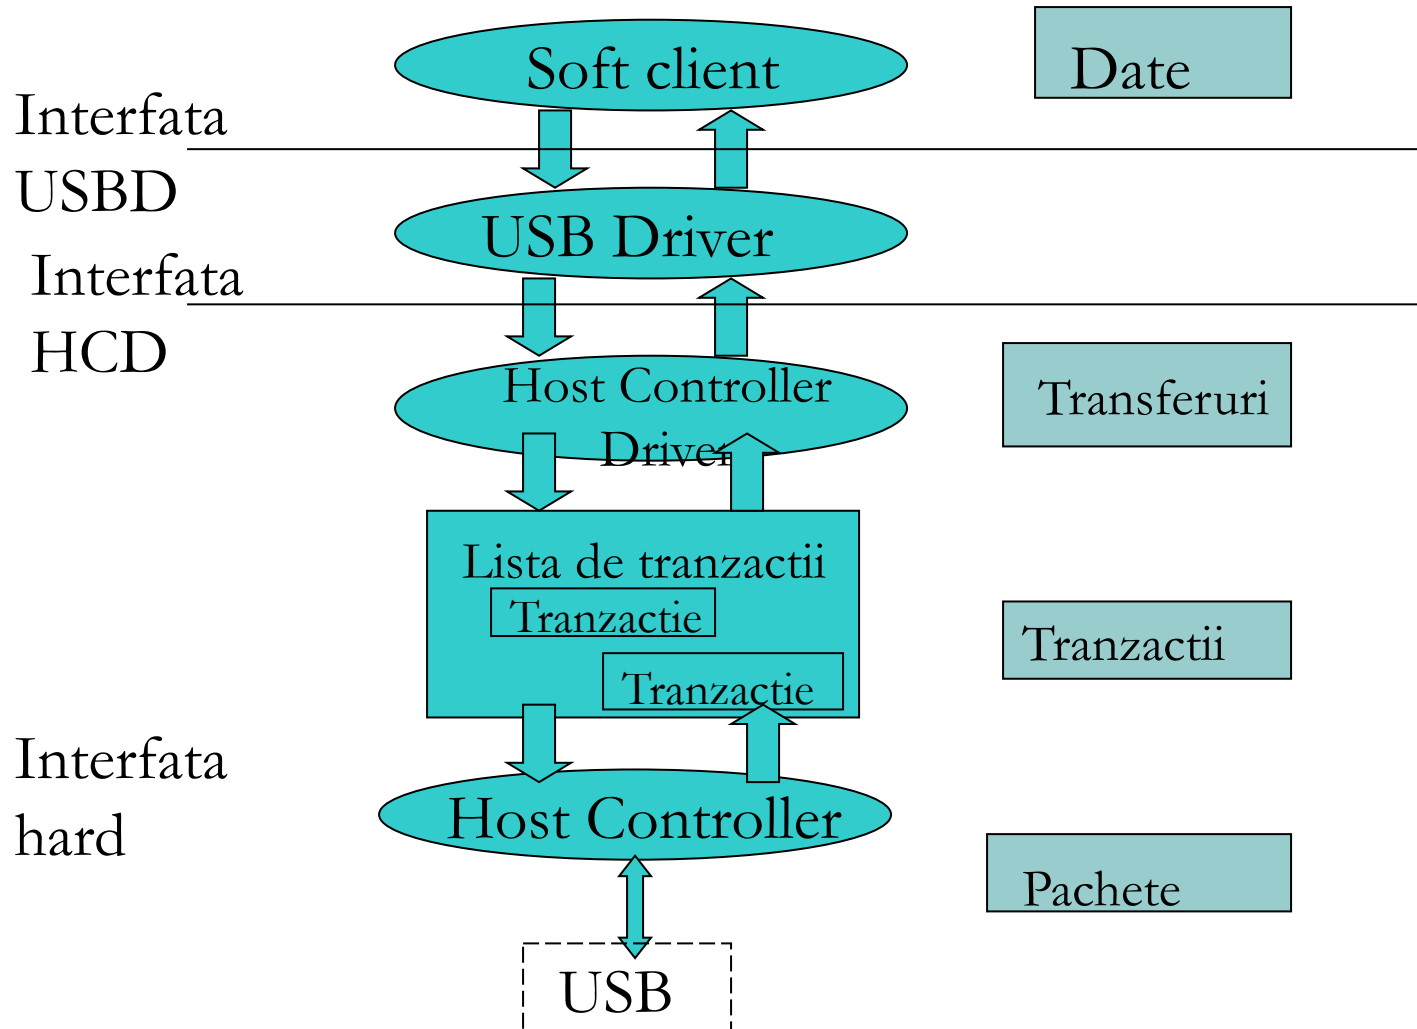 Soft client
Date
Interfata
USBD
USB Driver
Interfata
HCD
Host Controller
Driver
Transferuri
Lista de tranzactii
Tranzactie
Tranzactie
Tranzactii
Interfata
hard
Host Controller
Pachete
USB